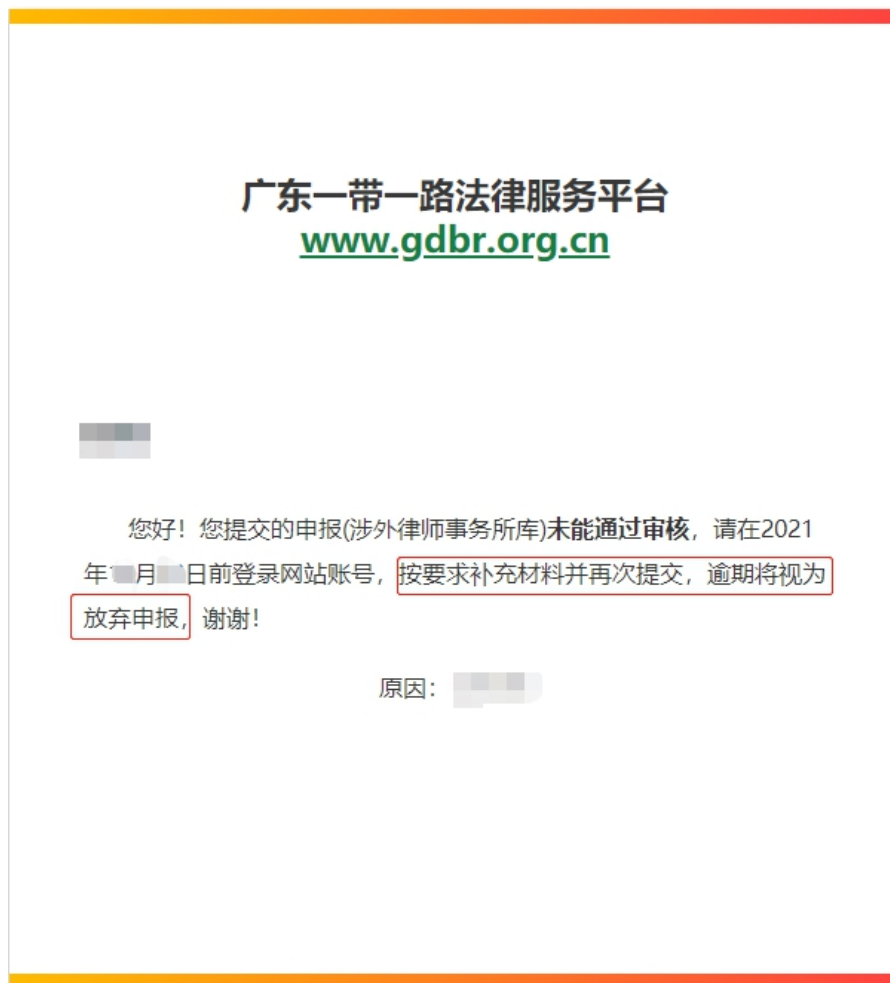 广东一带一路法律服务平台
www.gdbr.org.cn
您好！您提交的申报(涉外律师事务所库)未能通过审核，请在2021
年月日前登录网站账号，按要求补充材料并再次提交，逾期将视为
放弃申报，谢谢！
原因：